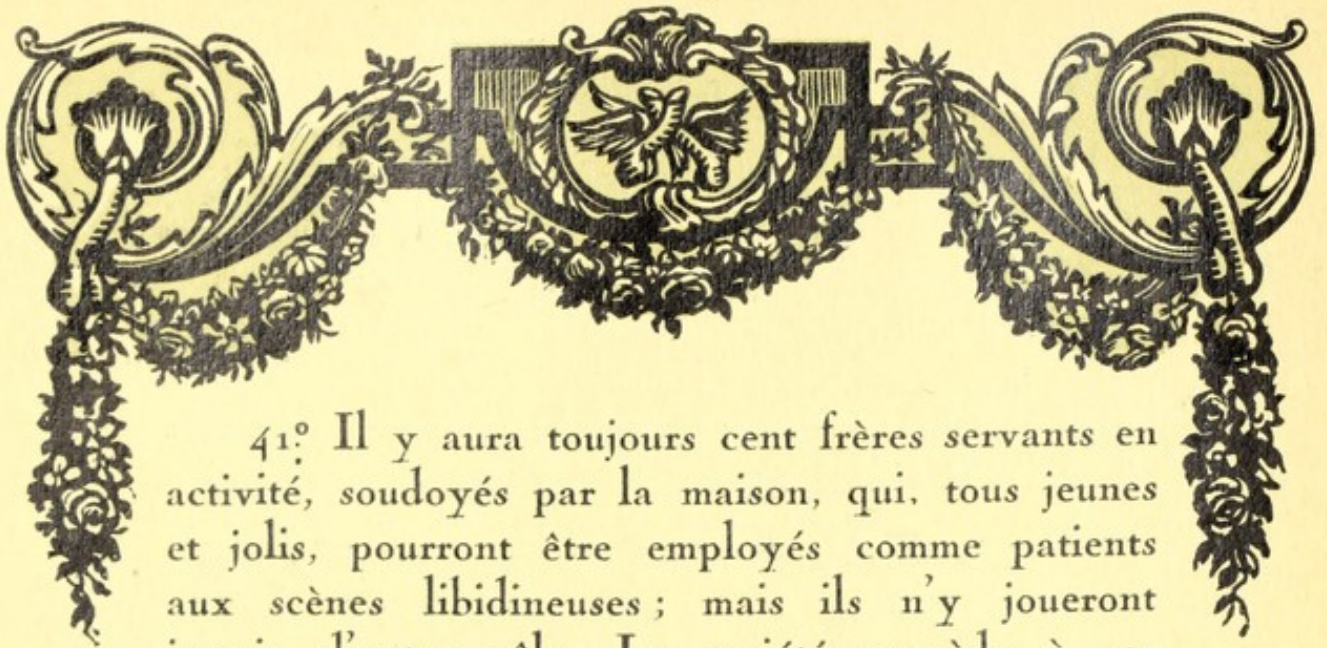 41º Il y aura toujours cent frères servants en
activité, soudoyés par la maison, qui, tous jeunes
et jolis, pourront être employés comme patients
aux scènes libidineuses ; mais ils n'y joueront